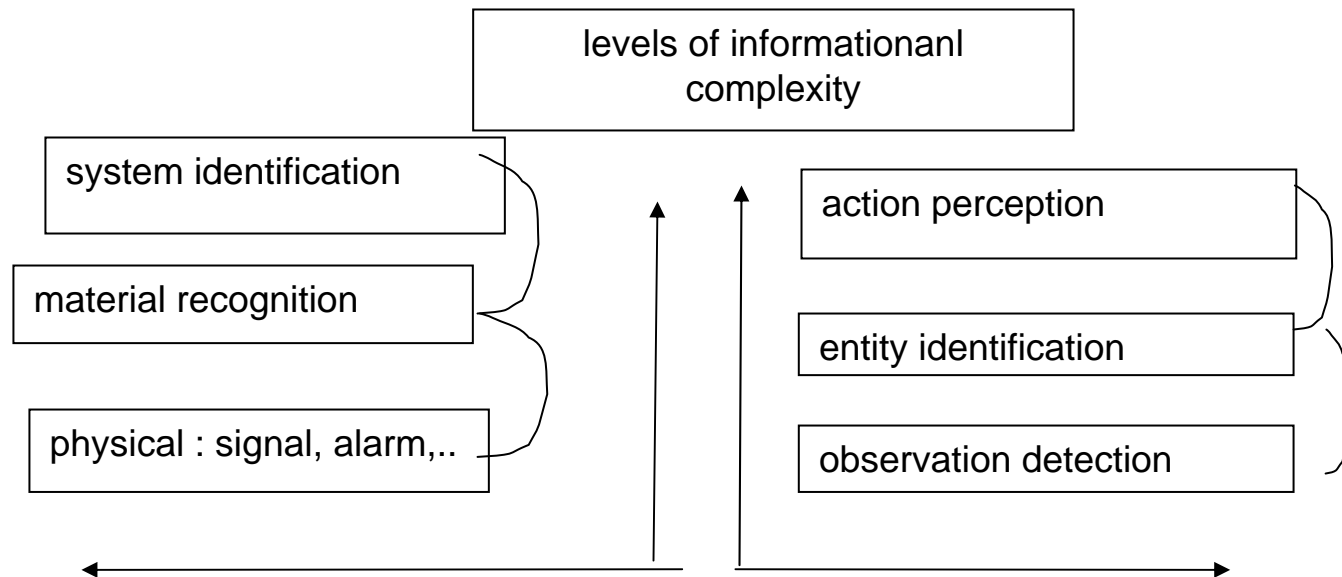 levels of informationanl
complexity
system identification
action perception
material recognition
entity identification
physical : signal, alarm,..
observation detection